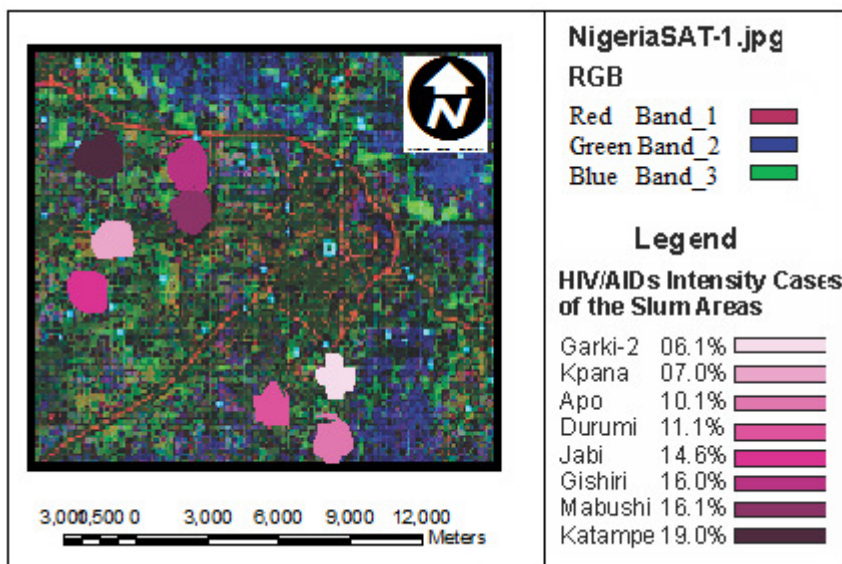 N
3,000 1,500 0 3,000 6,000 9,000 12,000
Meters
NigeriaSAT-1.jpg
RGB
Red Band_1
Green Band_2
Blue Band_3
Legend
HIV/AIDs Intensity Cases
of the Slum Areas
Garki-2 06.1%
Kpana 07.0%
Apo 10.1%
Durumi 11.1%
Jabi 14.6%
Gishiri 16.0%
Mabushi 16.1%
Katampe 19.0%